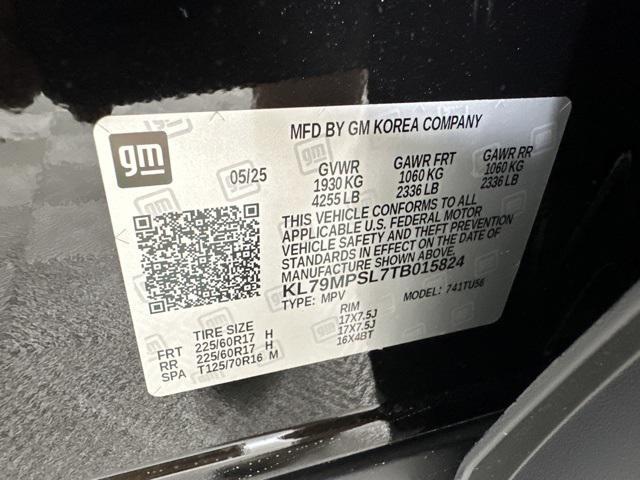 gm
MFD BY GM KOREA COMPANY
05/25 GVWR GAWR FRT GAWR RR
1930 KG 1060 KG 1060 KG
4255 LB 2336 LB 2336 LB
THIS VEHICLE CONFORMS TO ALL
APPLICABLE U.S. FEDERAL MOTOR
VEHICLE SAFETY AND THEFT PREVENTION
STANDARDS IN EFFECT ON THE DATE OF
MANUFACTURE SHOWN ABOVE.
KL79MPSL7TB015824
TYPE: MPV MODEL: 741TU56
TIRE SIZE RIM
FRT 225/60R17 H 17X7.5J
RR 225/60R17 H 17X7.5J
SPA T125/70R16 M 16X4BT